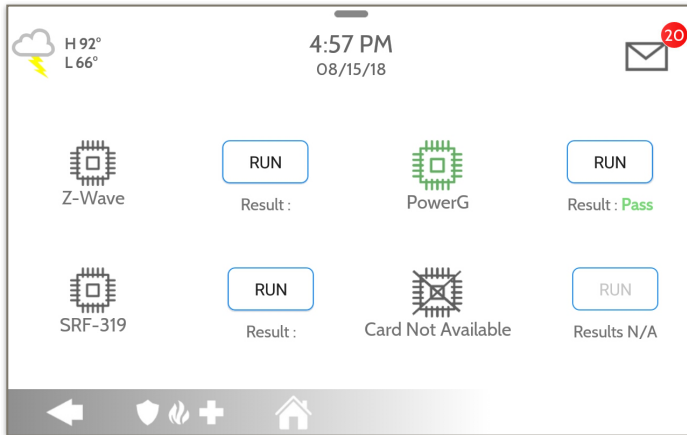 H 92°
L 66°
4:57 PM
08/15/18
20
Z-Wave
RUN
Result :
PowerG
RUN
Result : Pass
SRF-319
RUN
Result :
Card Not Available
RUN
Results N/A